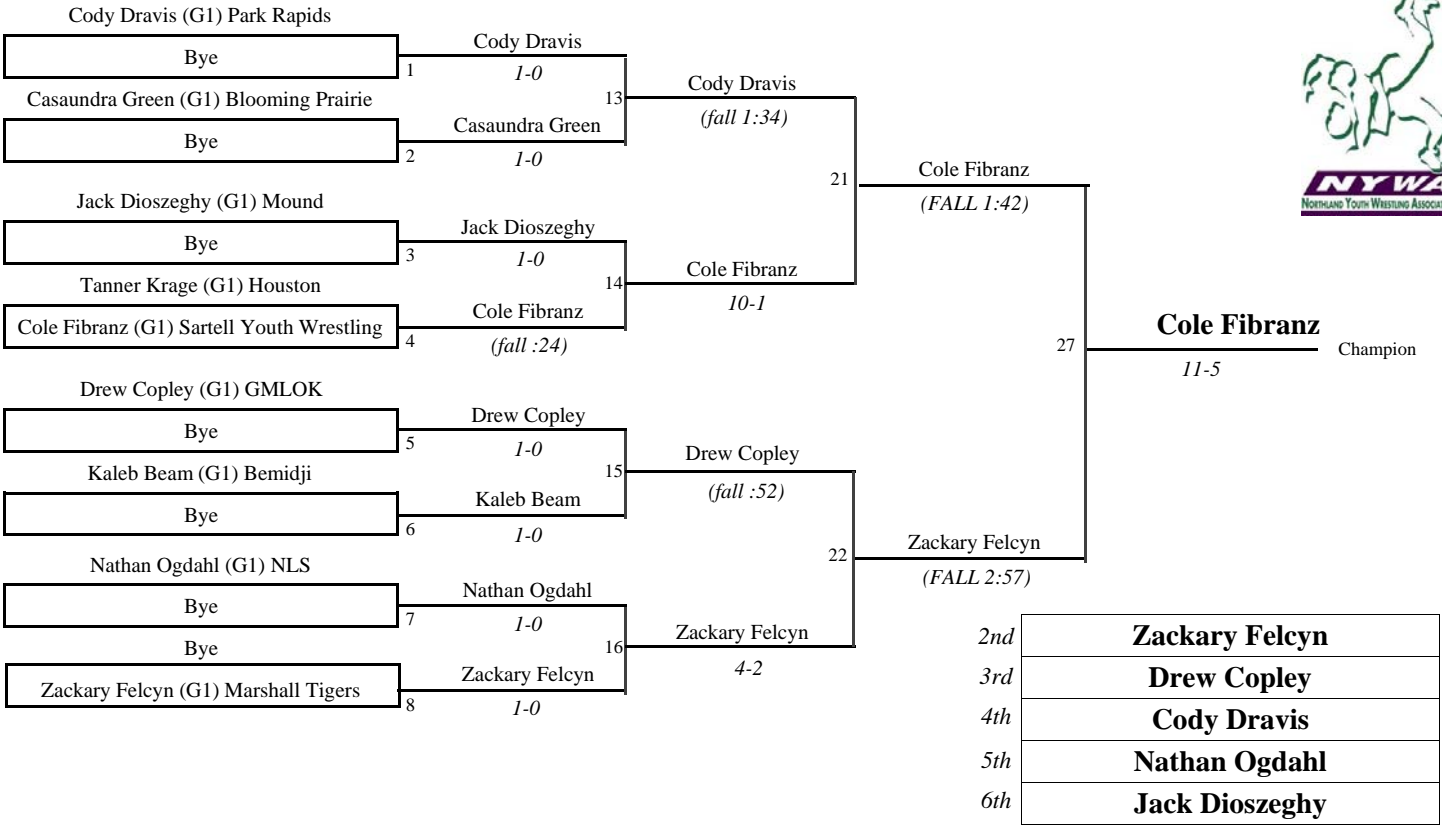 Cody Dravis (G1) Park Rapids
Bye
1
Casaundra Green (G1) Blooming Prairie
Bye
2
Jack Dioszeghy (G1) Mound
Bye
3
Tanner Krage (G1) Houston
Cole Fibranz (G1) Sartell Youth Wrestling
4
Drew Copley (G1) GMLOK
Bye
5
Kaleb Beam (G1) Bemidji
Bye
6
Nathan Ogdahl (G1) NLS
Bye
7
Bye
Zackary Felcyn (G1) Marshall Tigers
8
Cody Dravis
1-0
13
Casaundra Green
1-0
Jack Dioszeghy
1-0
14
Cole Fibranz
(fall :24)
Drew Copley
1-0
15
Kaleb Beam
1-0
Nathan Ogdahl
1-0
16
Zackary Felcyn
1-0
Cody Dravis
(fall 1:34)
21
Cole Fibranz
10-1
Drew Copley
(fall :52)
22
Zackary Felcyn
4-2
Cole Fibranz
(FALL 1:42)
27
Zackary Felcyn
(FALL 2:57)
Cole Fibranz
11-5
Champion
NYWA
NORTHLAND YOUTH WRESTLING
2nd Zackary Felcyn
3rd Drew Copley
4th Cody Dravis
5th Nathan Ogdahl
6th Jack Dioszeghy